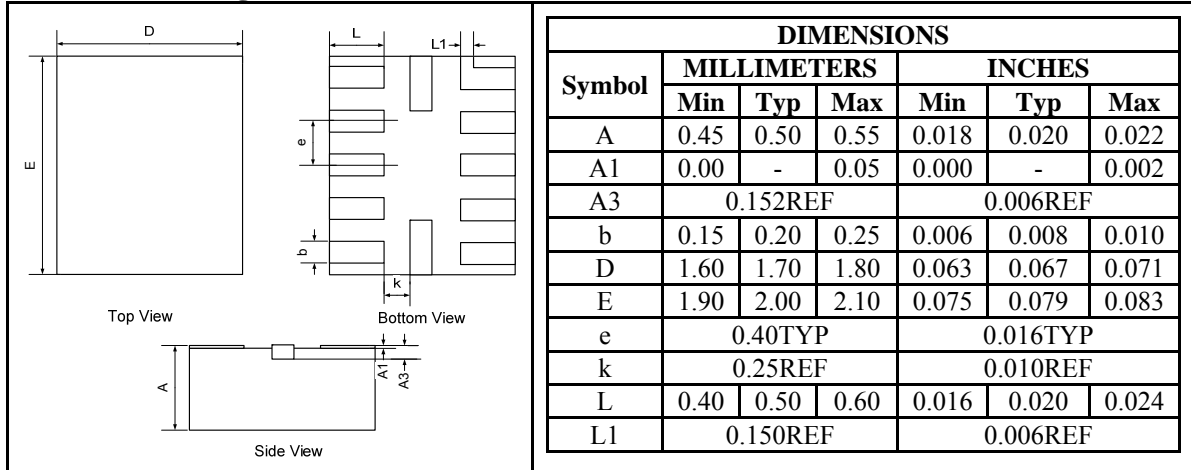 D
E
Top View
L
L1
e
b
k
Bottom View
A
A1
A3
Side View
DIMENSIONS
Symbol MILLIMETERS INCHES
Min Typ Max Min Typ Max
A 0.45 0.50 0.55 0.018 0.020 0.022
A1 0.00 - 0.05 0.000 - 0.002
A3 0.152REF 0.006REF
b 0.15 0.20 0.25 0.006 0.008 0.010
D 1.60 1.70 1.80 0.063 0.067 0.071
E 1.90 2.00 2.10 0.075 0.079 0.083
e 0.40TYP 0.016TYP
k 0.25REF 0.010REF
L 0.40 0.50 0.60 0.016 0.020 0.024
L1 0.150REF 0.006REF